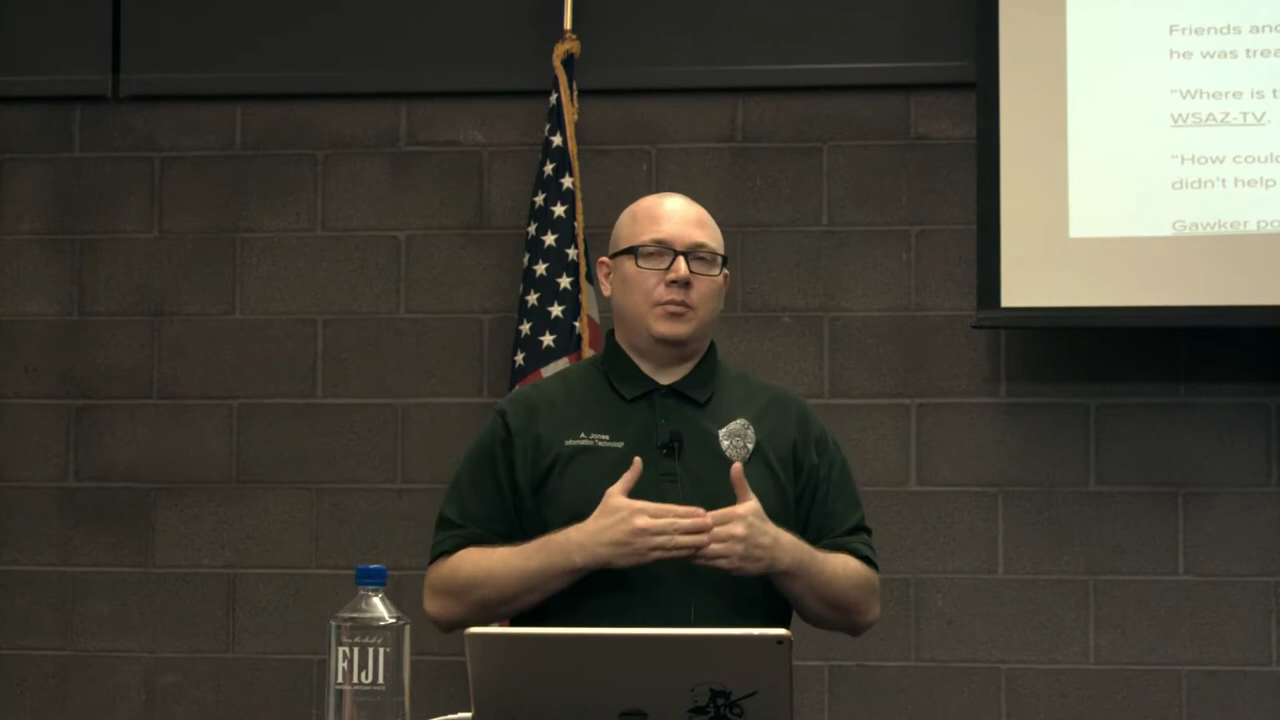 Friends and
he was trea
"Where is t
WSAZ-TV.
"How could
didn't help
Gawker po
A. Jones
Information Technology
FIJI